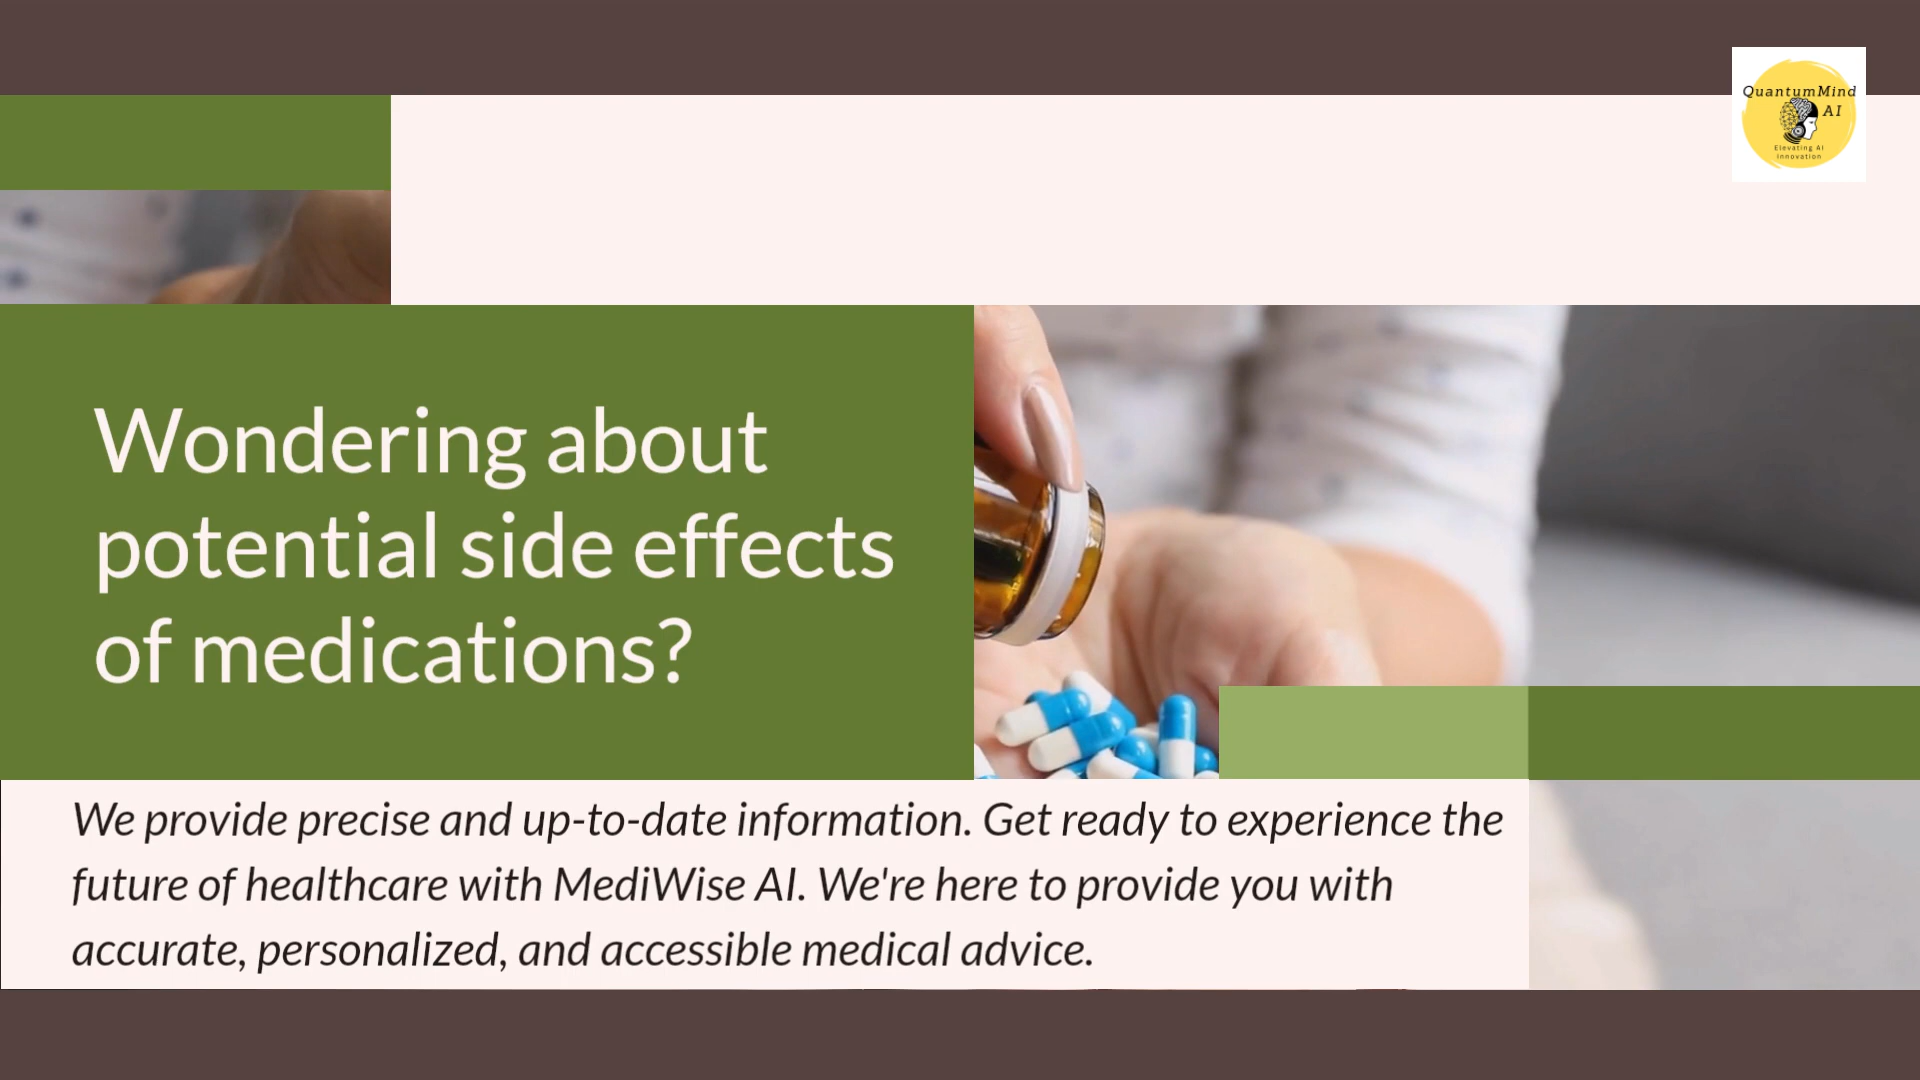 QuantumMind
AI
Elevating AI
Innovation
Wondering about
potential side effects
of medications?
We provide precise and up-to-date information. Get ready to experience the
future of healthcare with MediWise AI. We're here to provide you with
accurate, personalized, and accessible medical advice.